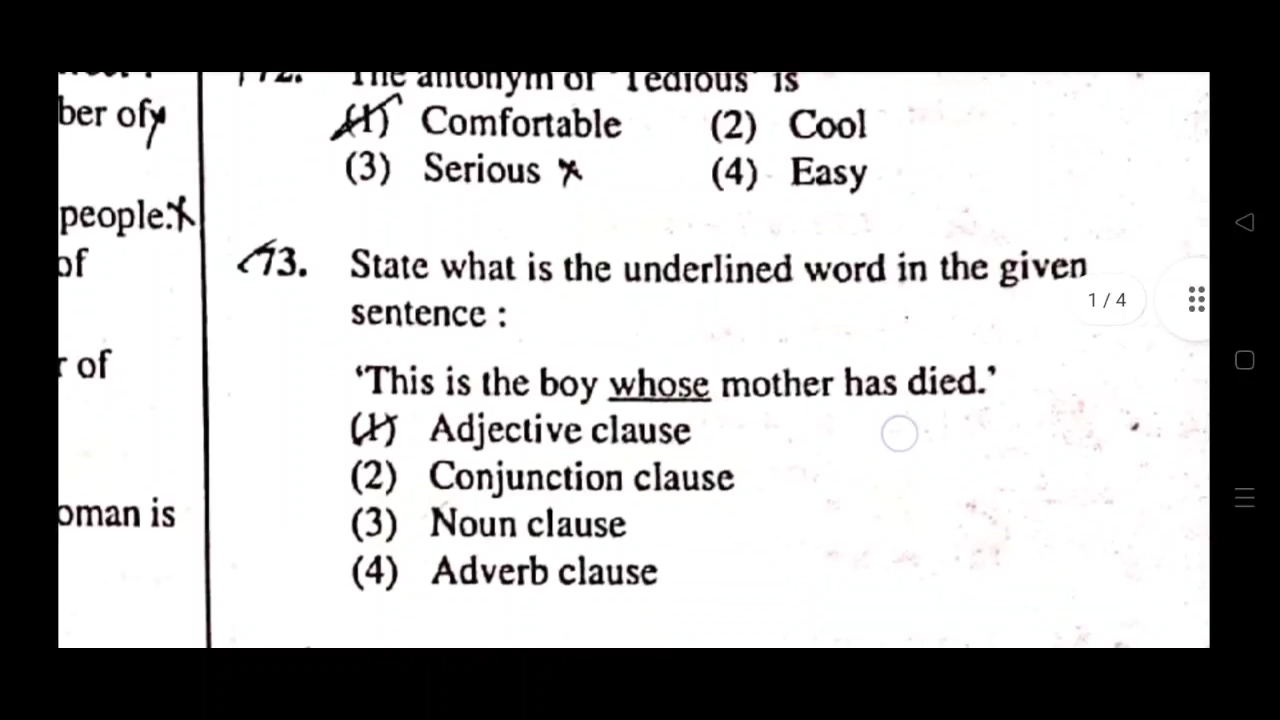 ber of
people.
of
r of
oman is
172. The antonym of 'Tedious' is
(1) Comfortable (2) Cool
(3) Serious (4) Easy
173. State what is the underlined word in the given
sentence :
'This is the boy whose mother has died.'
(1) Adjective clause
(2) Conjunction clause
(3) Noun clause
(4) Adverb clause
1 / 4